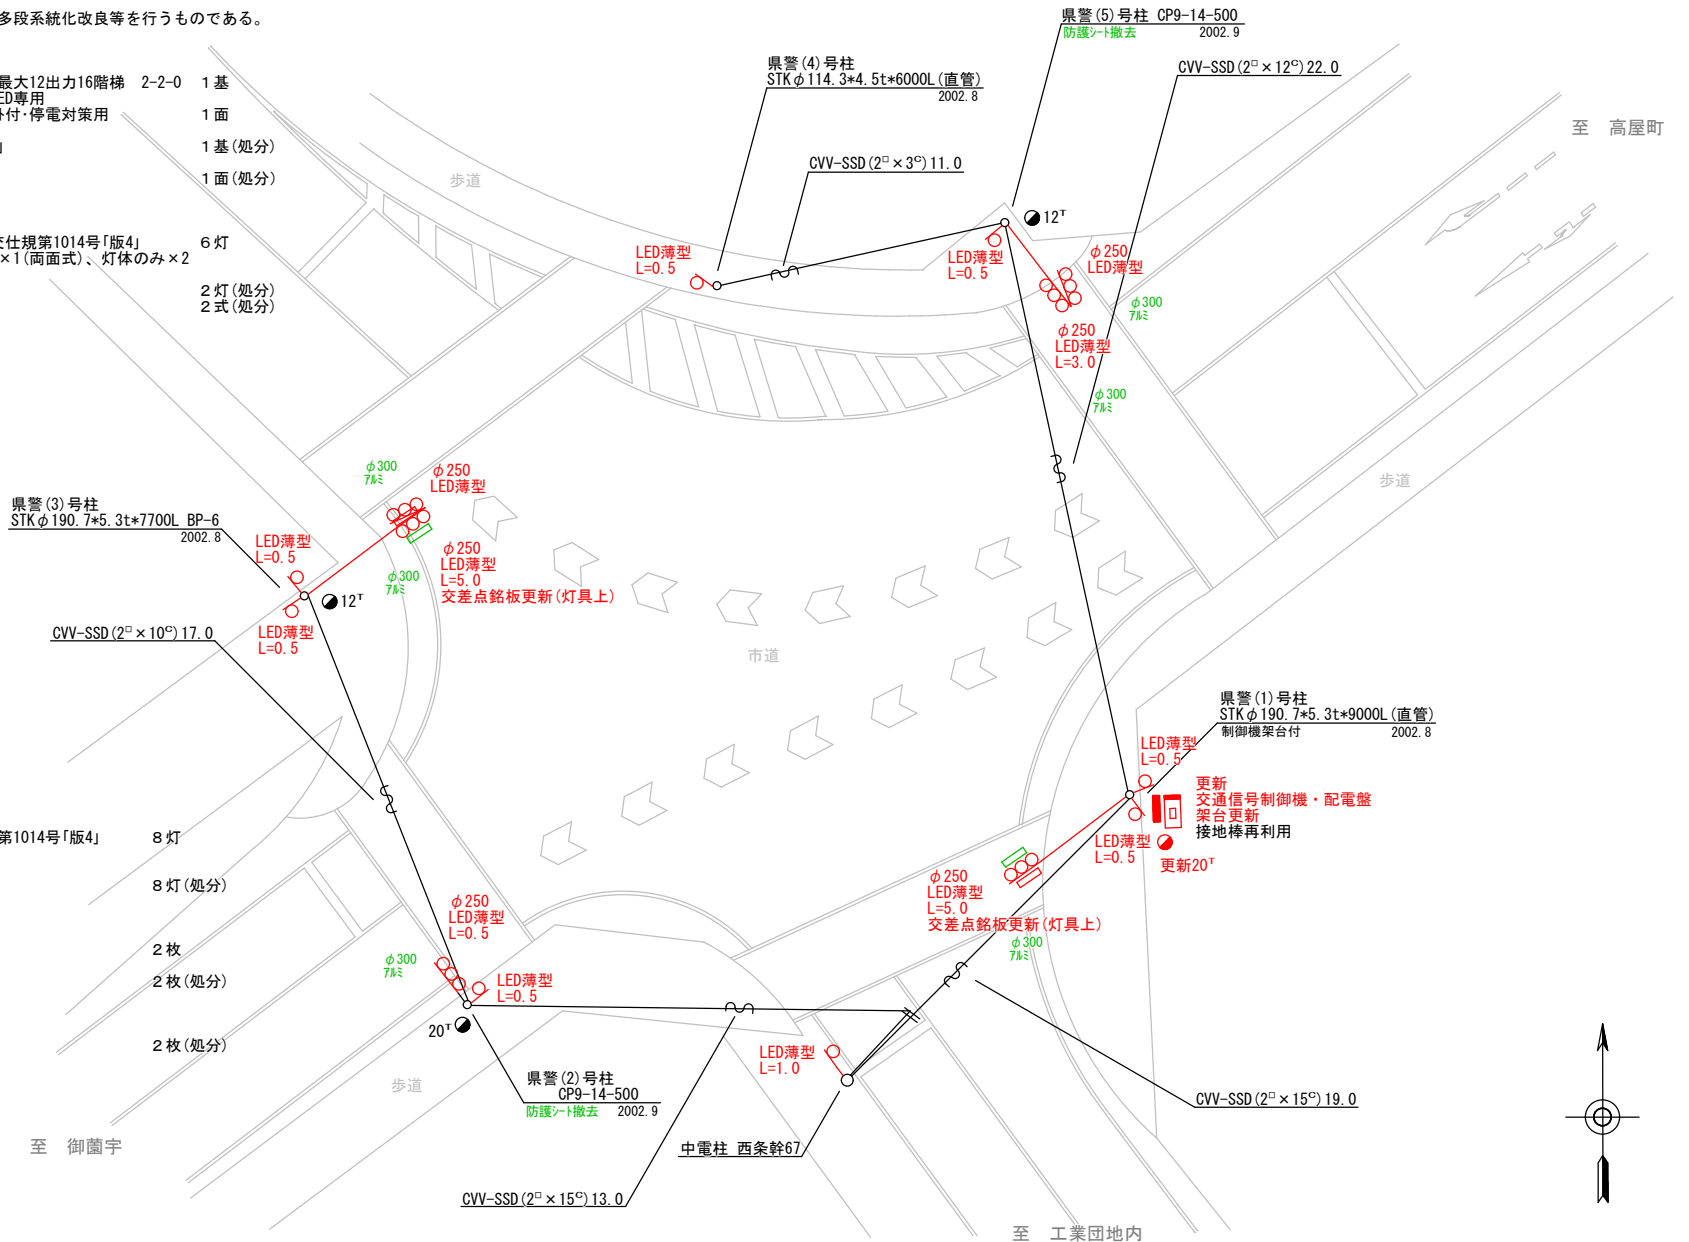 多段系統化改良等を行うものである。
最大12出力16階梯 2-2-0 1基
ED専用
外付・停電対策用 1面
」 1基(処分)
1面(処分)
交仕規第1014号「版4」 6灯
×1(両面式)、灯体のみ×2
2灯(処分)
2式(処分)
第1014号「版4」 8灯
8灯(処分)
2枚
2枚(処分)
2枚(処分)
県警(5)号柱 CP9-14-500
防護シート撤去 2002.9
県警(4)号柱
STKφ114.3*4.5t*6000L(直管)
2002.8
CVV-SSD(2□×12C)22.0
CVV-SSD(2□×3C)11.0
至 高屋町
歩道
12T
LED薄型
L=0.5
LED薄型
L=0.5
φ250
LED薄型
φ300
アルミ
φ250
LED薄型
L=3.0
φ300
アルミ
歩道
φ300
アルミ
φ250
LED薄型
県警(3)号柱
STKφ190.7*5.3t*7700L BP-6
2002.8
LED薄型
L=0.5
φ250
LED薄型
L=5.0
交差点銘板更新(灯具上)
φ300
アルミ
12T
LED薄型
L=0.5
CVV-SSD(2□×10C)17.0
市道
県警(1)号柱
STKφ190.7*5.3t*9000L(直管)
制御機架台付 2002.8
LED薄型
L=0.5
更新
交通信号制御機・配電盤
架台更新
接地棒再利用
LED薄型
L=0.5
更新20T
φ250
LED薄型
L=5.0
交差点銘板更新(灯具上)
φ300
アルミ
φ250
LED薄型
L=0.5
φ300
アルミ
LED薄型
L=0.5
20T
LED薄型
L=1.0
歩道
県警(2)号柱
CP9-14-500
防護シート撤去 2002.9
CVV-SSD(2□×15C)19.0
至 御薗宇
中電柱 西条幹67
CVV-SSD(2□×15C)13.0
至 工業団地内